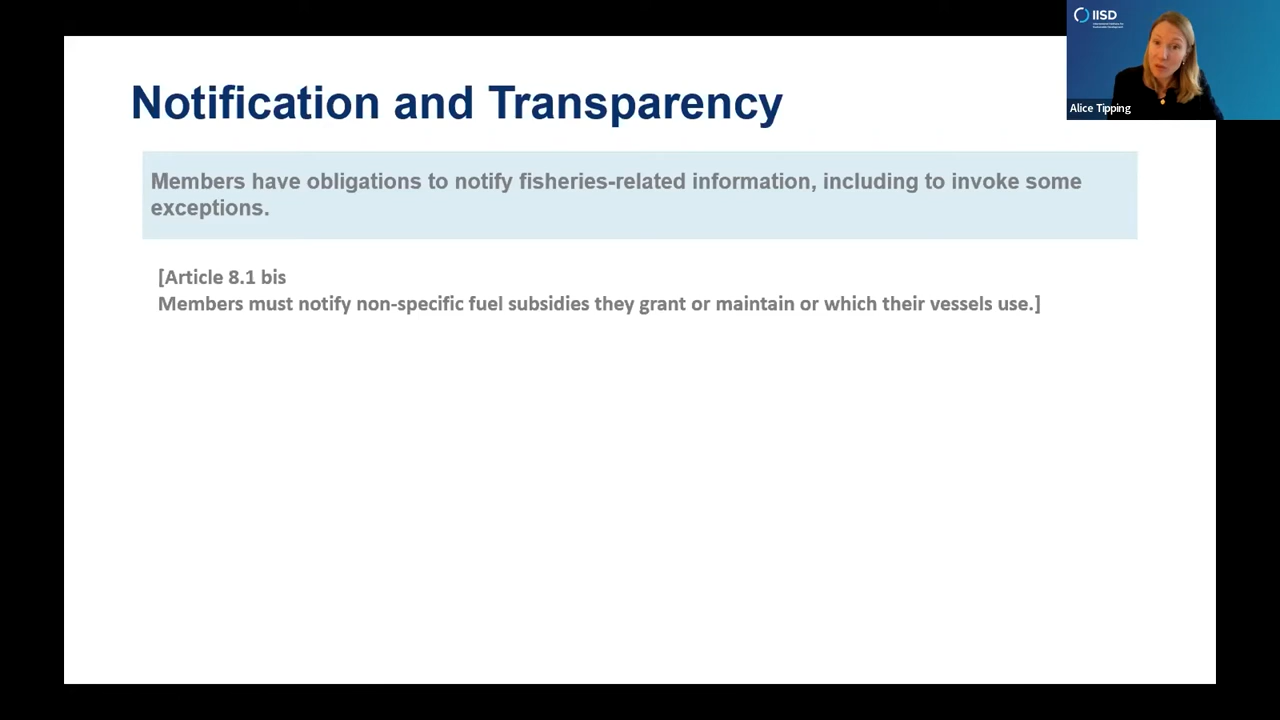 Notification and Transparency
Members have obligations to notify fisheries-related information, including to invoke some
exceptions.
[Article 8.1 bis
Members must notify non-specific fuel subsidies they grant or maintain or which their vessels use.]
IISD
Alice Tipping